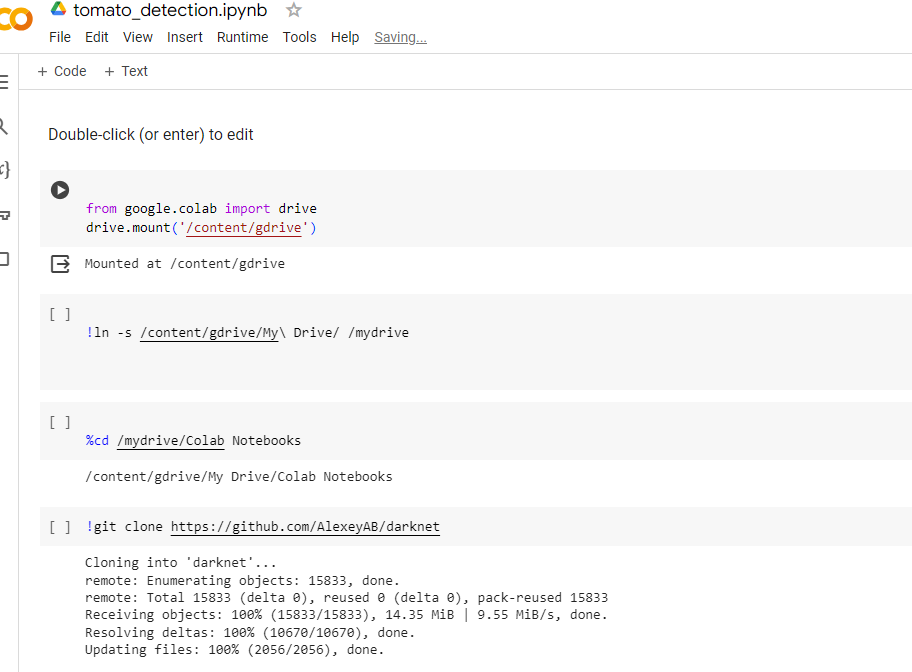 tomato_detection.ipynb
File Edit View Insert Runtime Tools Help Saving...
+ Code + Text
Double-click (or enter) to edit
from google.colab import drive
drive.mount('/content/gdrive')
Mounted at /content/gdrive
[ ]
!ln -s /content/gdrive/My\ Drive/ /mydrive
[ ]
%cd /mydrive/Colab Notebooks
/content/gdrive/My Drive/Colab Notebooks
[ ] !git clone https://github.com/AlexeyAB/darknet
Cloning into 'darknet'...
remote: Enumerating objects: 15833, done.
remote: Total 15833 (delta 0), reused 0 (delta 0), pack-reused 15833
Receiving objects: 100% (15833/15833), 14.35 MiB | 9.55 MiB/s, done.
Resolving deltas: 100% (10670/10670), done.
Updating files: 100% (2056/2056), done.